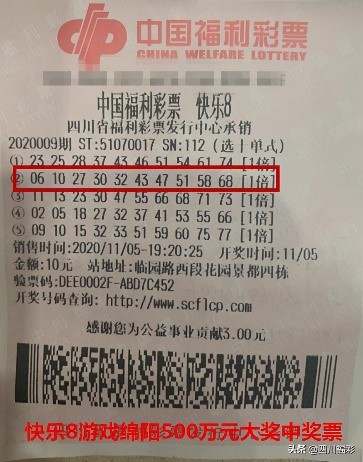 中国福利彩票
CHINA WELFARE LOTTERY
中国福利彩票 快乐8
四川省福利彩票发行中心承销
2020009期 ST:51070017 SN:112 (选十单式)
① 23 25 28 37 43 46 51 54 61 74 [1倍]
② 06 10 27 30 32 43 47 51 58 68 [1倍]
③ 11 13 23 30 47 55 66 68 71 73 [1倍]
④ 02 05 18 27 32 37 41 53 55 66 [1倍]
⑤ 09 10 15 32 33 51 59 60 75 77 [1倍]
销售时间:2020/11/05-19:20:25 开奖时间:11/05
金额:10元 站地址:临园路西段花园景都四栋
验票码:DEE0002F-ABD7C452
开奖号码查询:http://www.scflcp.com
感谢您为公益事业贡献3.00元
快乐8游戏绵阳500万元大奖中奖票
头条@四川福彩